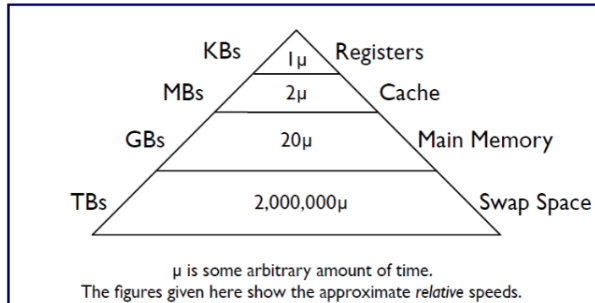 KBs 1μ Registers
MBs 2μ Cache
GBs 20μ Main Memory
TBs 2,000,000μ Swap Space
μ is some arbitrary amount of time.
The figures given here show the approximate relative speeds.